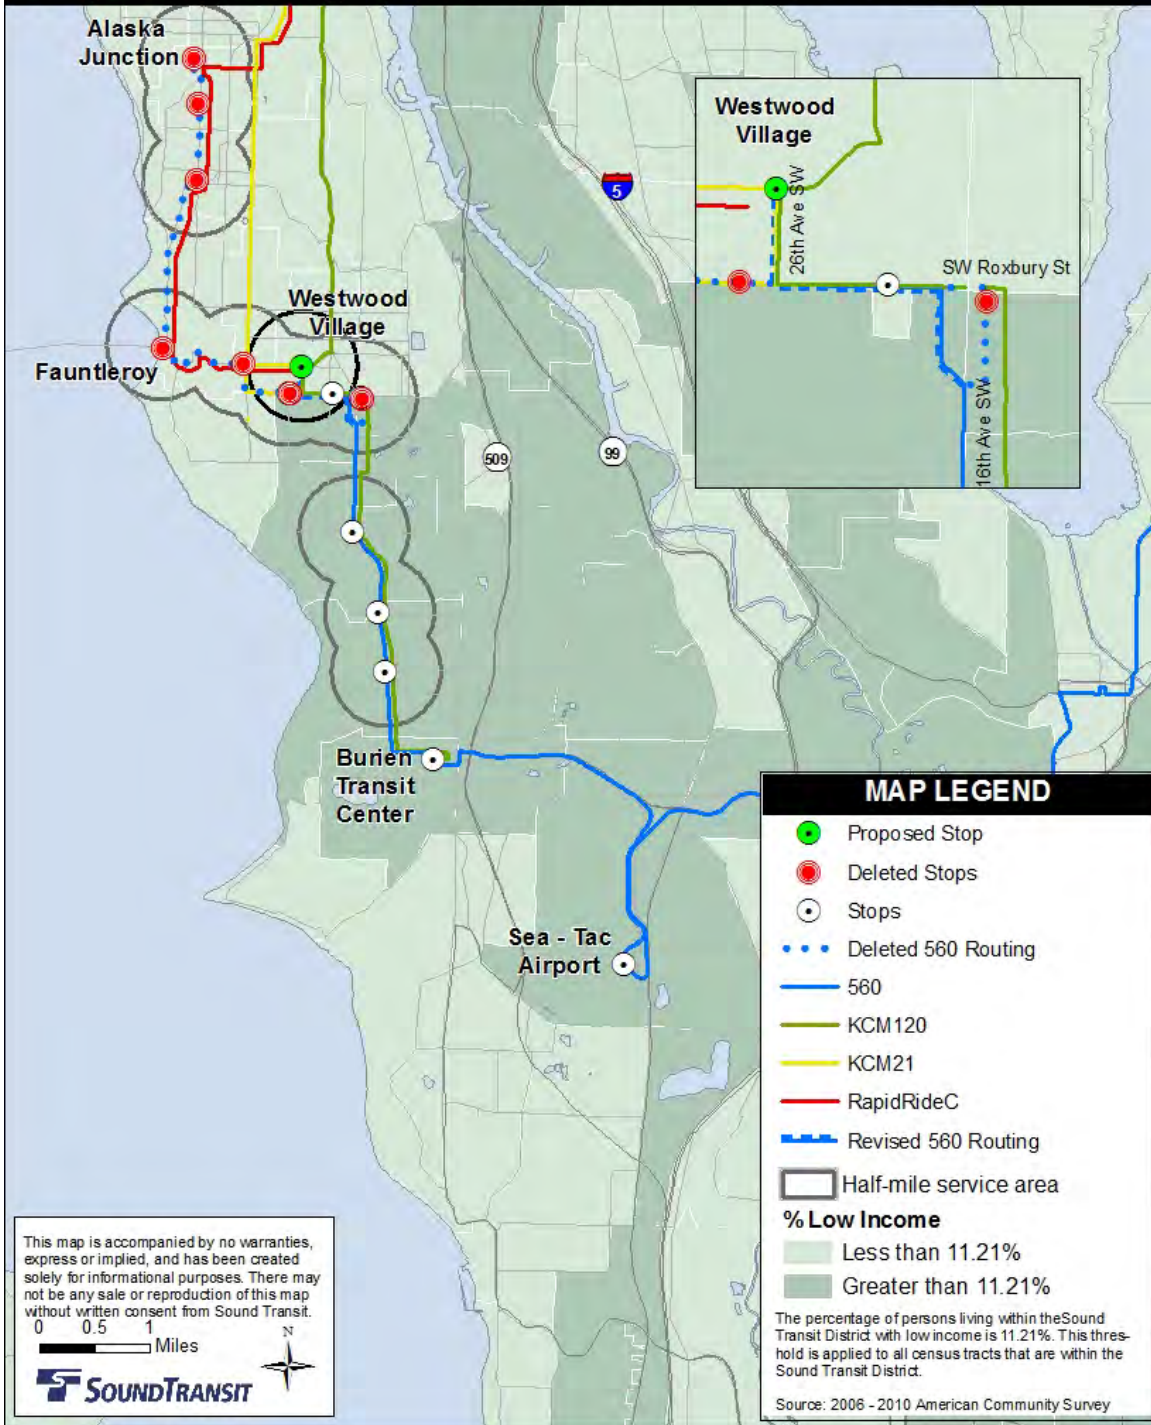 Alaska
Junction
Westwood
Village
26th Ave SW
SW Roxbury St
16th Ave SW
5
Westwood
Village
Fauntleroy
509
99
Burien
Transit
Center
Sea - Tac
Airport
MAP LEGEND
Proposed Stop
Deleted Stops
Stops
Deleted 560 Routing
560
KCM120
KCM21
RapidRideC
Revised 560 Routing
Half-mile service area
% Low Income
Less than 11.21%
Greater than 11.21%
The percentage of persons living within theSound
Transit District with low income is 11.21%. This thres-
hold is applied to all census tracts that are within the
Sound Transit District.
Source: 2006 - 2010 American Community Survey
This map is accompanied by no warranties,
express or implied, and has been created
solely for informational purposes. There may
not be any sale or reproduction of this map
without written consent from Sound Transit.
0 0.5 1
Miles
N
SOUNDTRANSIT